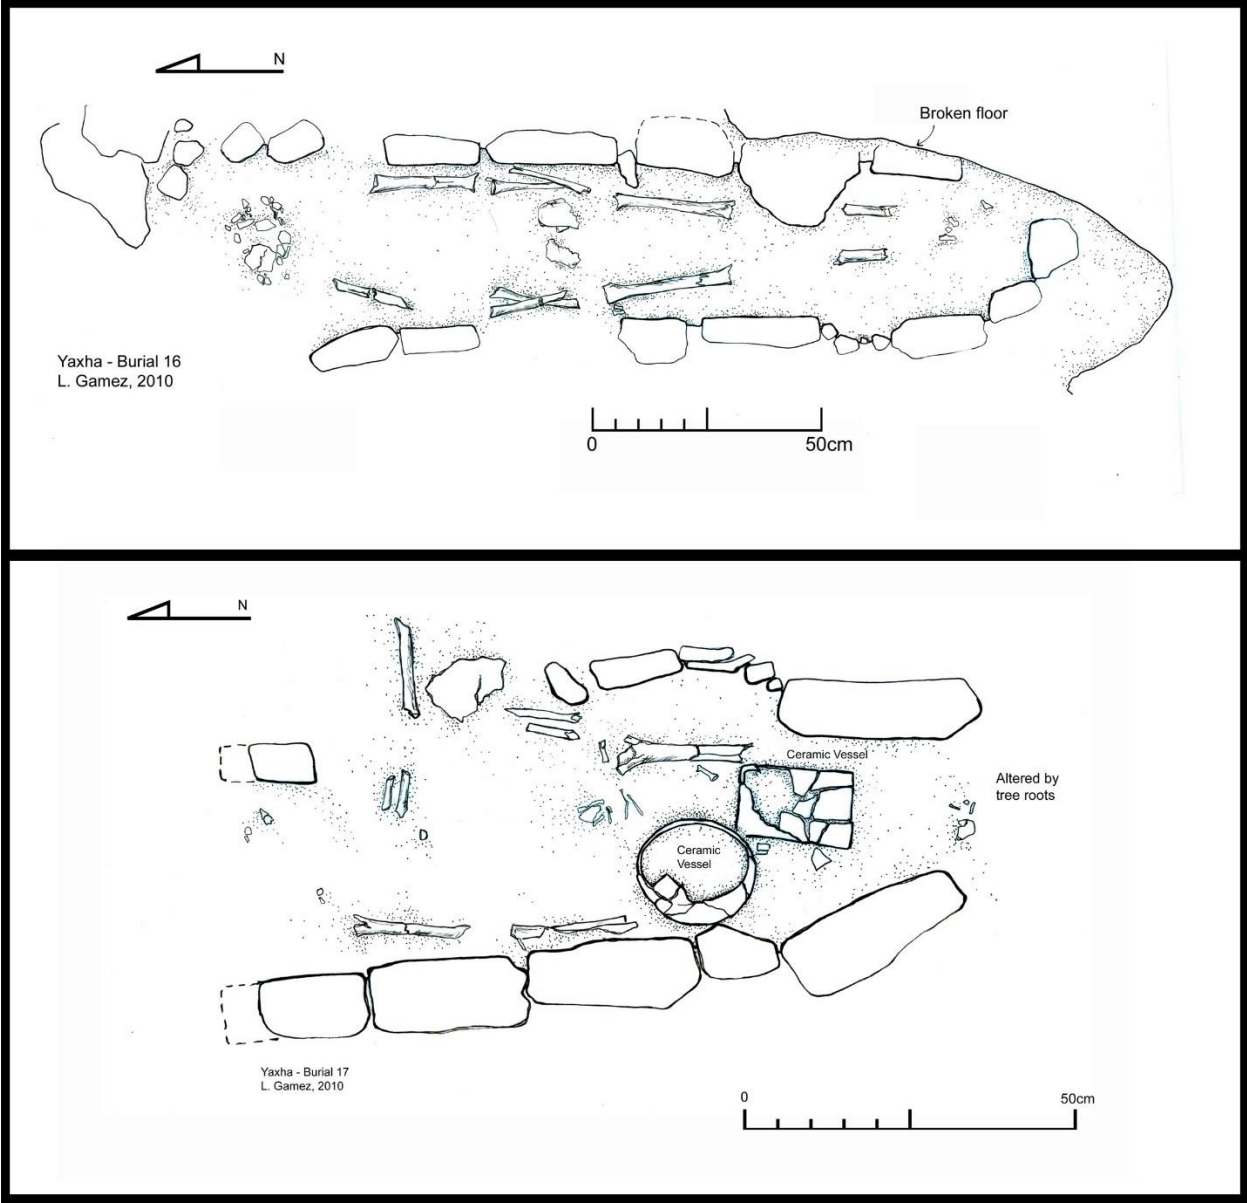 N
Broken floor
Yaxha - Burial 16
L. Gamez, 2010
0 50cm
N
Ceramic Vessel
Altered by
tree roots
Ceramic
Vessel
Yaxha - Burial 17
L. Gamez, 2010
0 50cm